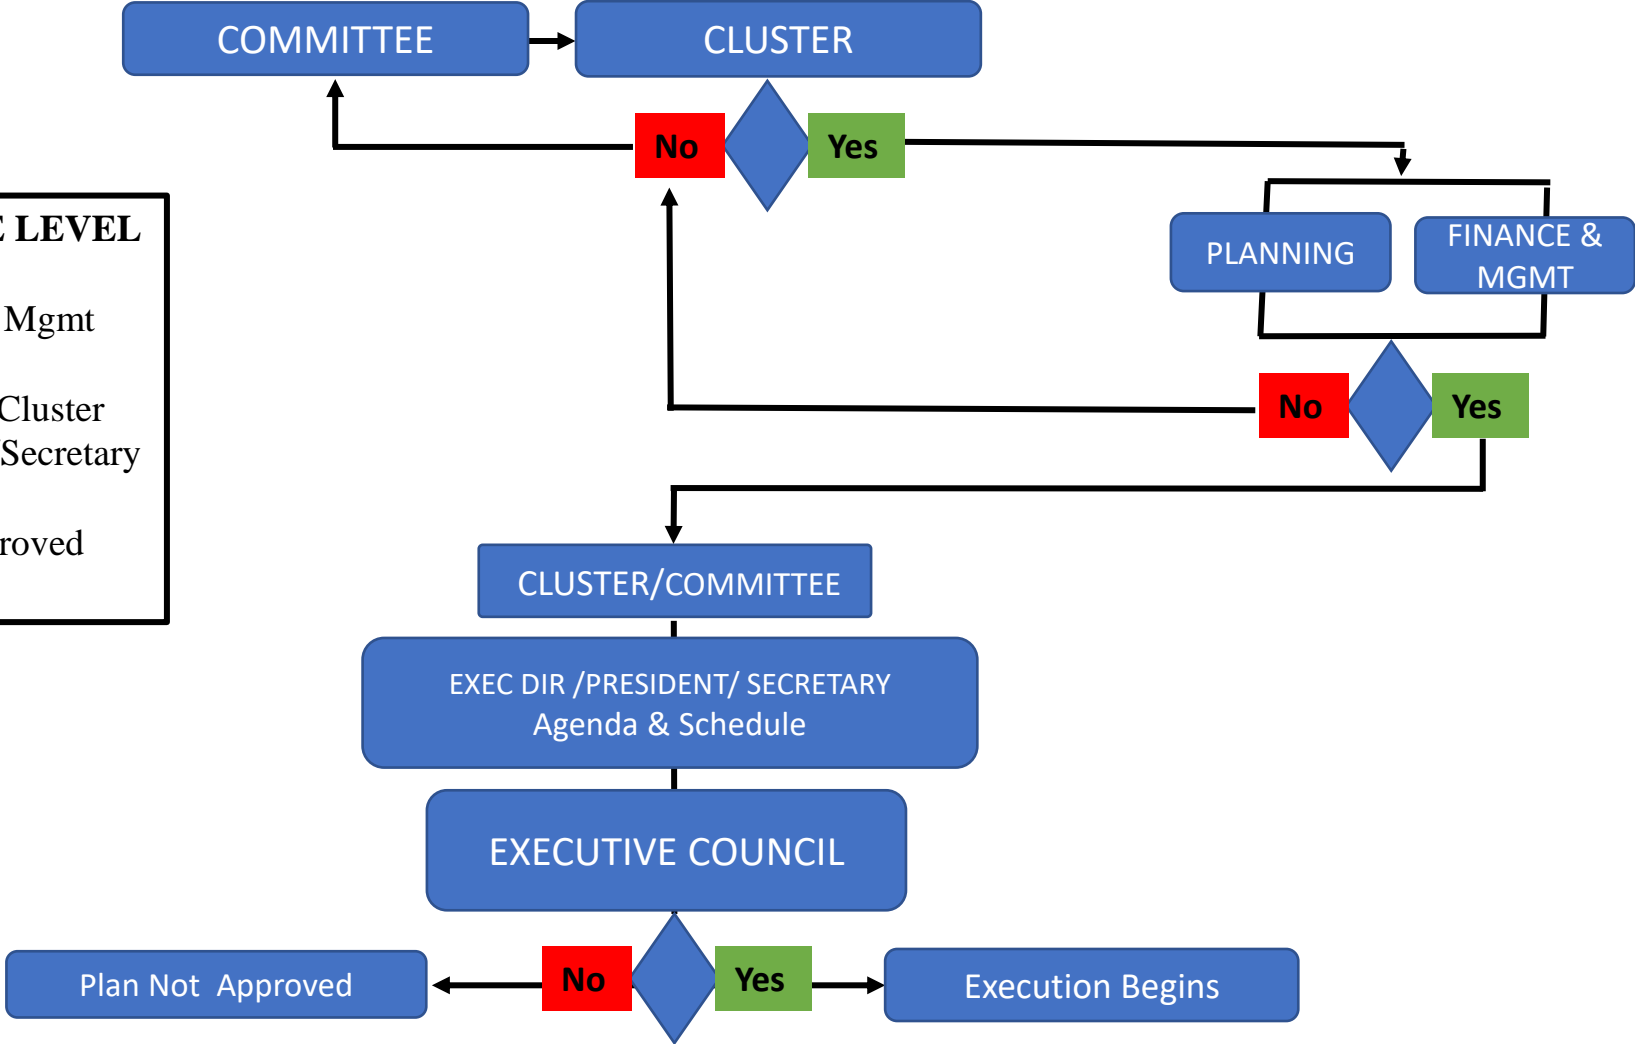 COMMITTEE
CLUSTER
No
Yes
LEVEL
PLANNING
FINANCE &
MGMT
Mgmt
Cluster
No
Yes
/Secretary
roved
CLUSTER/COMMITTEE
EXEC DIR /PRESIDENT/ SECRETARY
Agenda & Schedule
EXECUTIVE COUNCIL
Plan Not Approved
No
Yes
Execution Begins